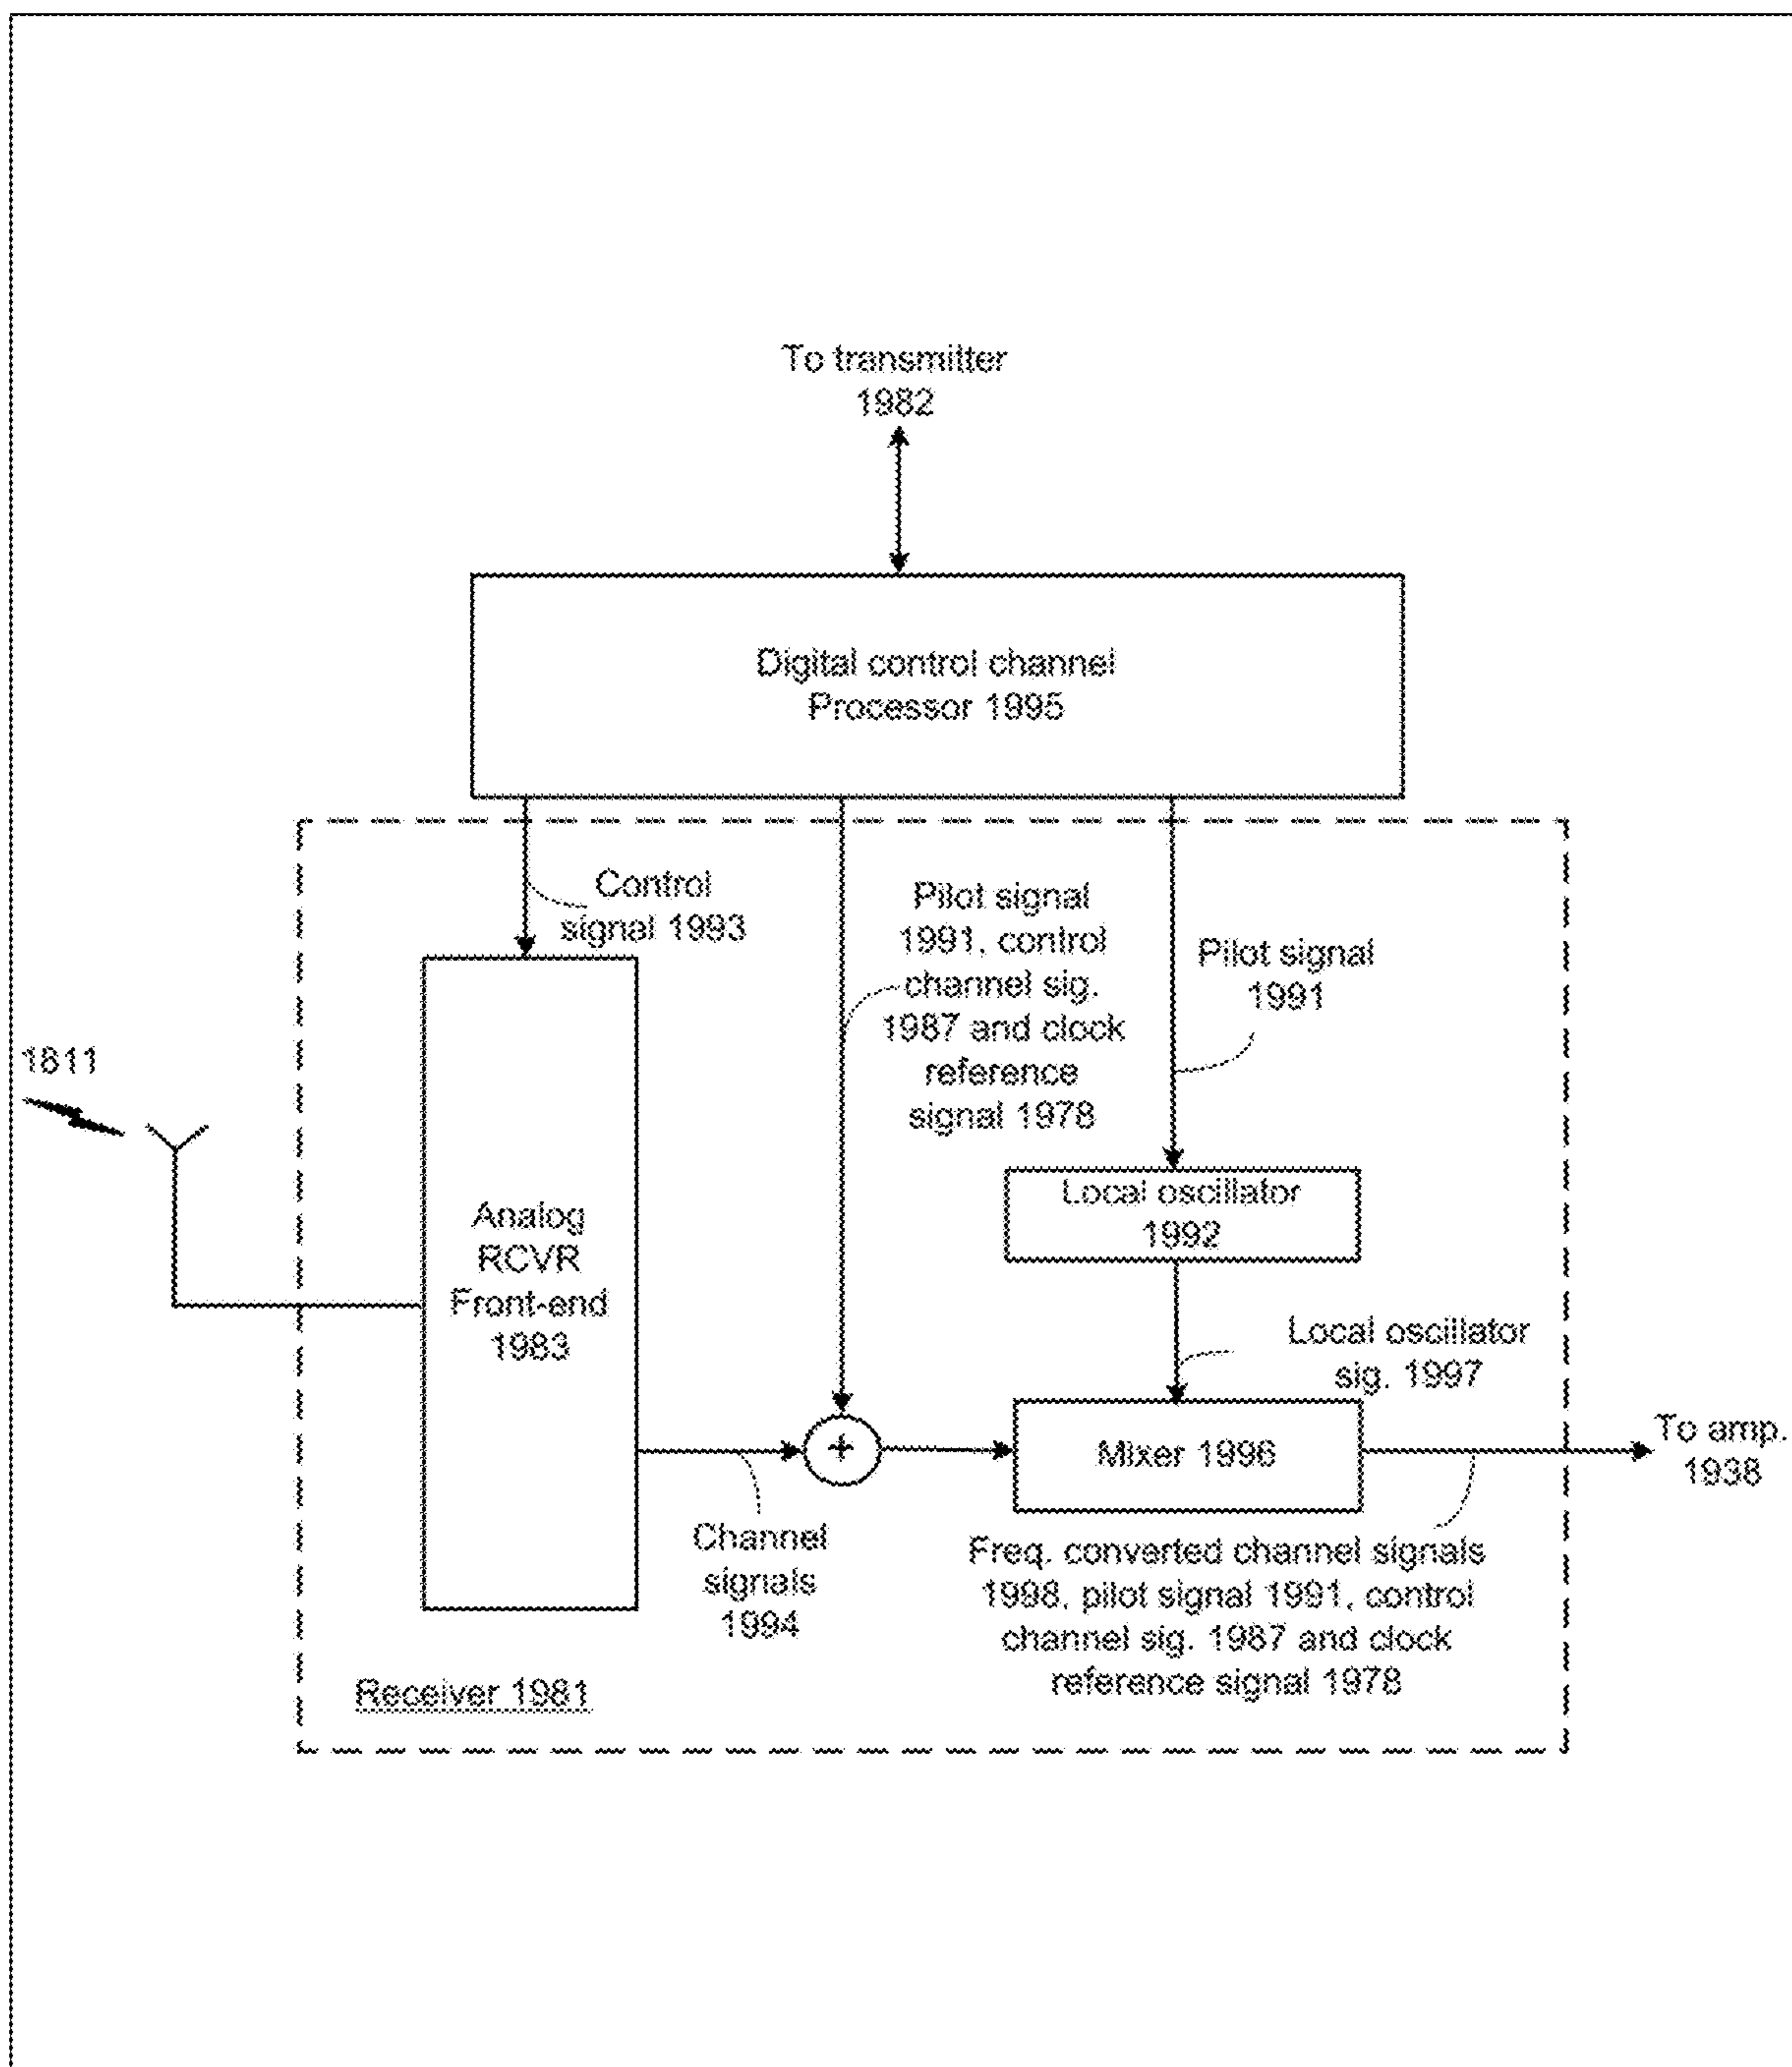 To transmitter
1982
Digital control channel
Processor 1995
Control
signal 1993
Pilot signal
1991, control
channel sig.
1987 and clock
reference
signal 1978
Pilot signal
1991
1811
Analog
RCVR
Front-end
1983
Local oscillator
1992
Local oscillator
sig. 1997
+
Mixer 1996
To amp.
1938
Channel
signals
1994
Freq. converted channel signals
1998, pilot signal 1991, control
channel sig. 1987 and clock
reference signal 1978
Receiver 1981